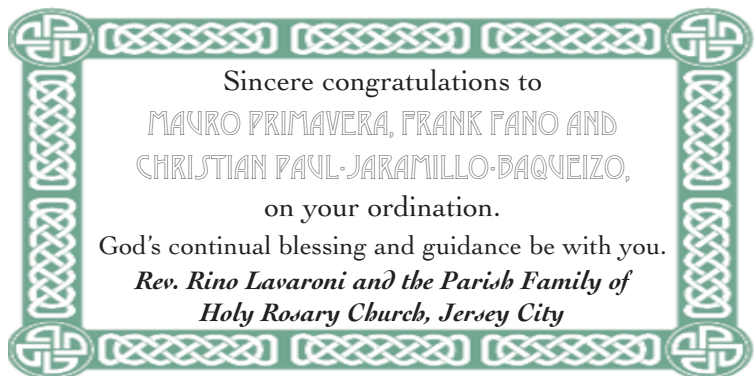 Sincere congratulations to
MAURO PRIMAVERA, FRANK FANO AND
CHRISTIAN PAUL-JARAMILLO-BAQUEIZO,
on your ordination.
God's continual blessing and guidance be with you.
Rev. Rino Lavaroni and the Parish Family of
Holy Rosary Church, Jersey City